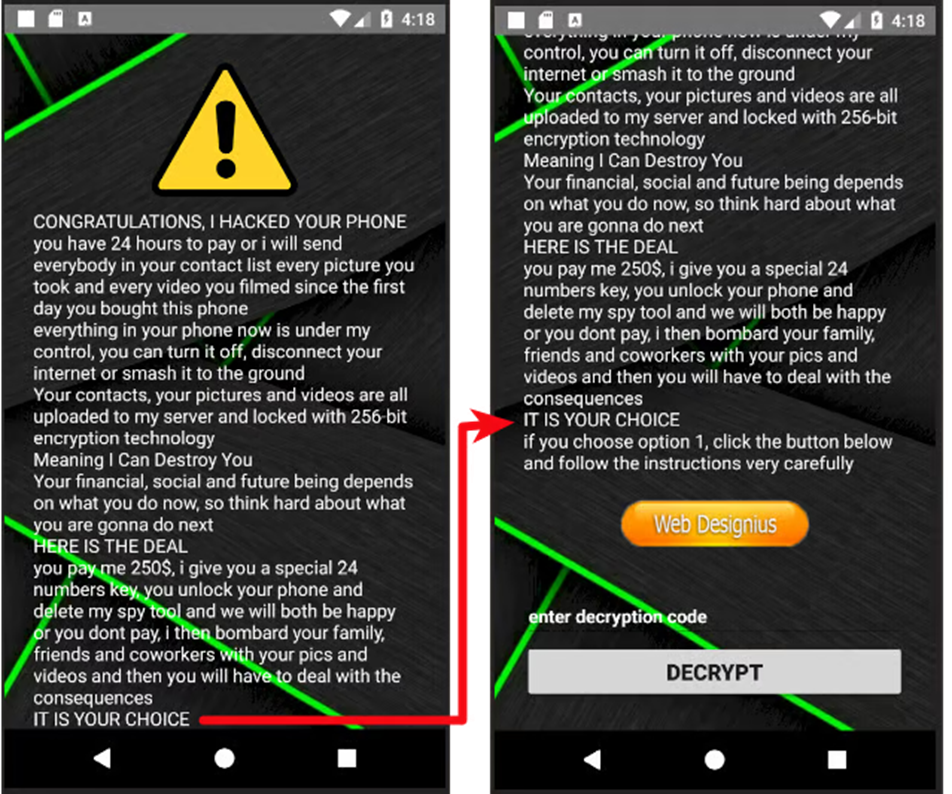 4:18
CONGRATULATIONS, I HACKED YOUR PHONE
you have 24 hours to pay or i will send
everybody in your contact list every picture you
took and every video you filmed since the first
day you bought this phone
everything in your phone now is under my
control, you can turn it off, disconnect your
internet or smash it to the ground
Your contacts, your pictures and videos are all
uploaded to my server and locked with 256-bit
encryption technology
Meaning I Can Destroy You
Your financial, social and future being depends
on what you do now, so think hard about what
you are gonna do next
HERE IS THE DEAL
you pay me 250$, i give you a special 24
numbers key, you unlock your phone and
delete my spy tool and we will both be happy
or you dont pay, i then bombard your family,
friends and coworkers with your pics and
videos and then you will have to deal with the
consequences
IT IS YOUR CHOICE
4:18
everything in your phone now is under my
control, you can turn it off, disconnect your
internet or smash it to the ground
Your contacts, your pictures and videos are all
uploaded to my server and locked with 256-bit
encryption technology
Meaning I Can Destroy You
Your financial, social and future being depends
on what you do now, so think hard about what
you are gonna do next
HERE IS THE DEAL
you pay me 250$, i give you a special 24
numbers key, you unlock your phone and
delete my spy tool and we will both be happy
or you dont pay, i then bombard your family,
friends and coworkers with your pics and
videos and then you will have to deal with the
consequences
IT IS YOUR CHOICE
if you choose option 1, click the button below
and follow the instructions very carefully
Web Designius
enter decryption code
DECRYPT